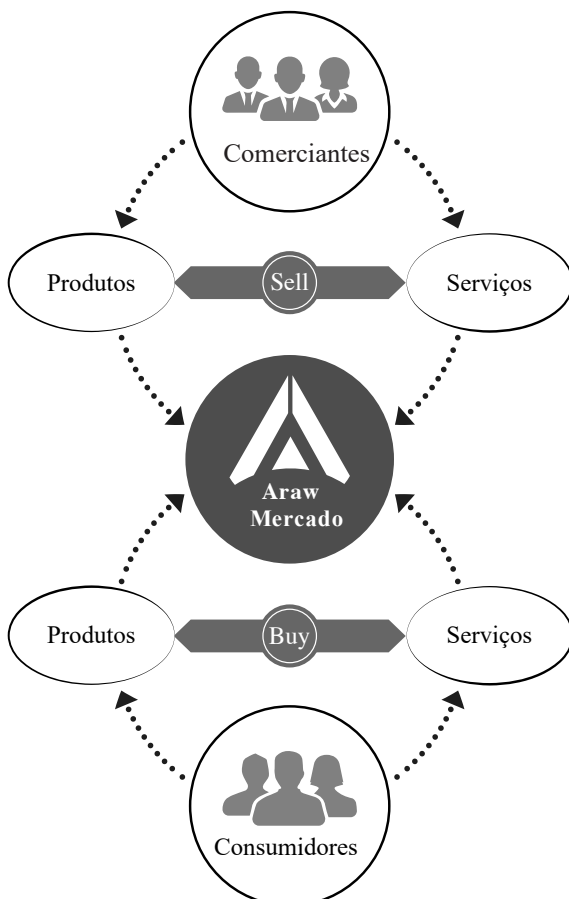 Comerciantes
Produtos
Sell
Serviços
Araw
Mercado
Produtos
Buy
Serviços
Consumidores